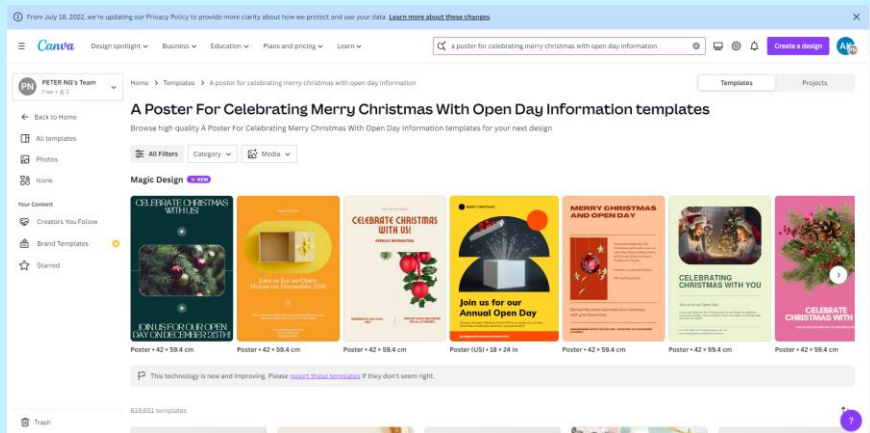 From July 18, 2022, we're updating our Privacy Policy to provide more clarity about how we protect and use your data. Learn more about these changes.
Canva
Design spotlight
Business
Education
Plans and pricing
Learn
a poster for celebrating merry christmas with open day information
Create a design
PN
PETER NG's Team
Free • 2
Home > Templates > A poster for celebrating merry christmas with open day information
Templates
Projects
Back to Home
All templates
Photos
Icons
Your Content
Creators You Follow
Brand Templates
Starred
Trash
A Poster For Celebrating Merry Christmas With Open Day Information templates
Browse high quality A Poster For Celebrating Merry Christmas With Open Day Information templates for your next design
All Filters
Category
Media
Magic Design NEW
CELEBRATE CHRISTMAS
WITH US!
JOIN US FOR OUR OPEN
DAY ON DECEMBER 25TH
Poster • 42 × 59.4 cm
Join us for an Open
House on December 10th
Poster • 42 × 59.4 cm
CELEBRATE CHRISTMAS
WITH US!
Poster • 42 × 59.4 cm
MERRY CHRISTMAS
Join us for our
Annual Open Day
Poster (US) • 18 × 24 in
MERRY CHRISTMAS
AND OPEN DAY
Poster • 42 × 59.4 cm
CELEBRATING
CHRISTMAS WITH YOU
Poster • 42 × 59.4 cm
CELEBRATE
CHRISTMAS WITH
Poster • 42 × 59.4 cm
This technology is new and improving. Please report these templates if they don't seem right.
618,651 templates
?